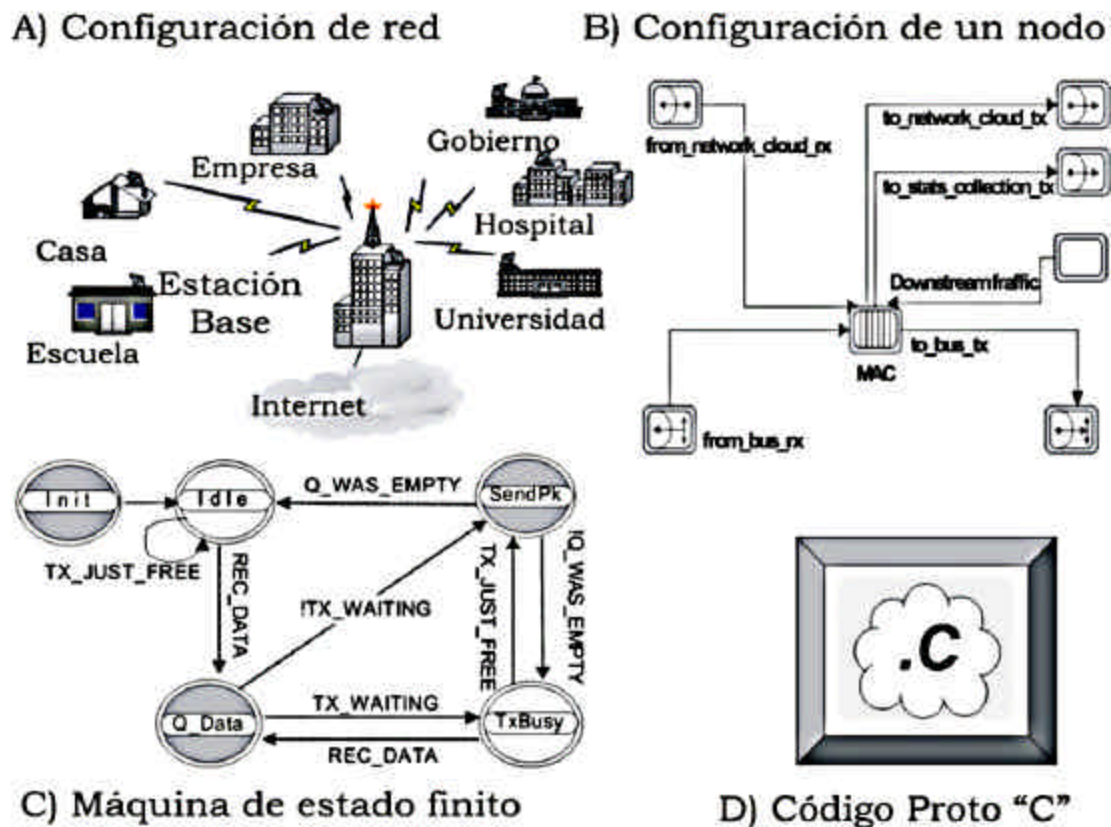 A) Configuración de red
Empresa
Gobierno
Hospital
Casa
Estación
Base
Escuela
Universidad
Internet
B) Configuración de un nodo
to_network_cloud_tx
from_network_cloud_rx
to_stats_collection_tx
Downstream traffic
to_bus_tx
MAC
from_bus_rx
Init
Idle
Q_WAS_EMPTY
SendPk
TX_JUST_FREE
REC_DATA
!TX_WAITING
TX_JUST_FREE
!Q_WAS_EMPTY
Q_Data
TX_WAITING
TxBusy
REC_DATA
C) Máquina de estado finito
.C
D) Código Proto “C”